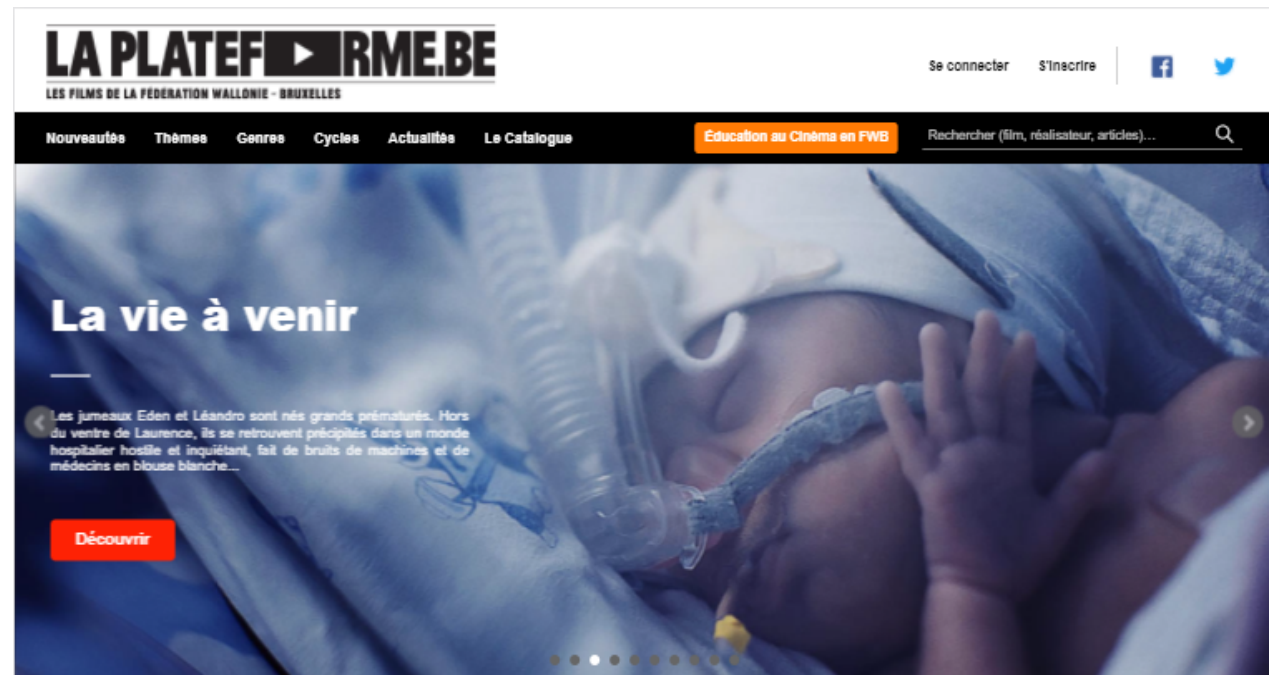 LA PLATEF RME.BE
LES FILMS DE LA FÉDÉRATION WALLONIE - BRUXELLES
Se connecter S'inscrire
Nouveautés Thèmes Genres Cycles Actualités Le Catalogue Éducation au Cinéma en FWB Rechercher (film, réalisateur, articles)...
La vie à venir
Les jumeaux Eden et Léandro sont nés grands prématurés. Hors
du ventre de Laurence, ils se retrouvent précipités dans un monde
hospitalier hostile et inquiétant, fait de bruits de machines et de
médecins en blouse blanche...
Découvrir